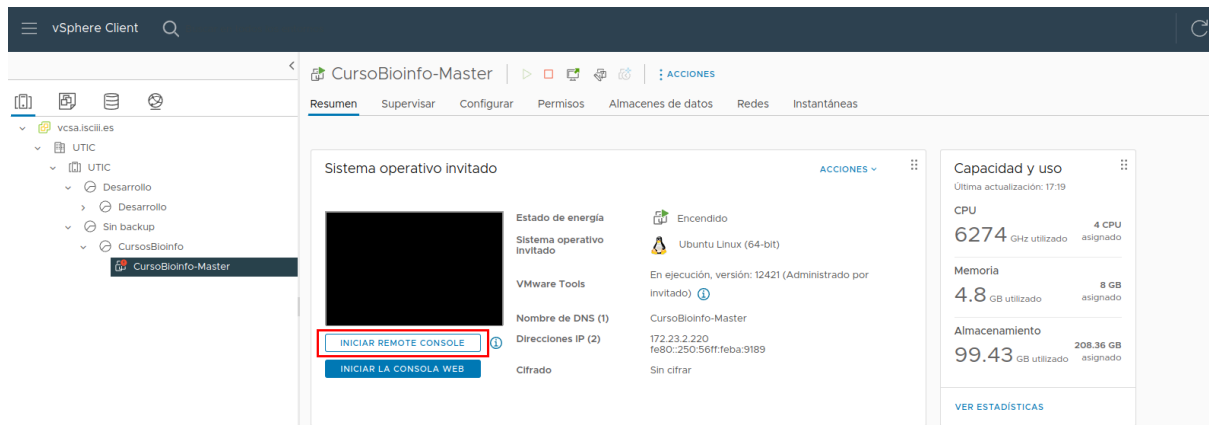 vSphere Client
CursoBioinfo-Master
ACCIONES
Resumen Supervisar Configurar Permisos Almacenes de datos Redes Instantáneas
vcsa.isciii.es
UTIC
UTIC
Desarrollo
Desarrollo
Sin backup
CursosBioinfo
CursoBioinfo-Master
Sistema operativo invitado
ACCIONES
INICIAR REMOTE CONSOLE
INICIAR LA CONSOLA WEB
Estado de energía Encendido
Sistema operativo
invitado
Ubuntu Linux (64-bit)
VMware Tools
En ejecución, versión: 12421 (Administrado por
invitado)
Nombre de DNS (1) CursoBioinfo-Master
Direcciones IP (2) 172.23.2.220
fe80::250:56ff:feba:9189
Cifrado Sin cifrar
Capacidad y uso
Última actualización: 17:19
CPU
6274 GHz utilizado
4 CPU
asignado
Memoria
4.8 GB utilizado
8 GB
asignado
Almacenamiento
99.43 GB utilizado
208.36 GB
asignado
VER ESTADÍSTICAS